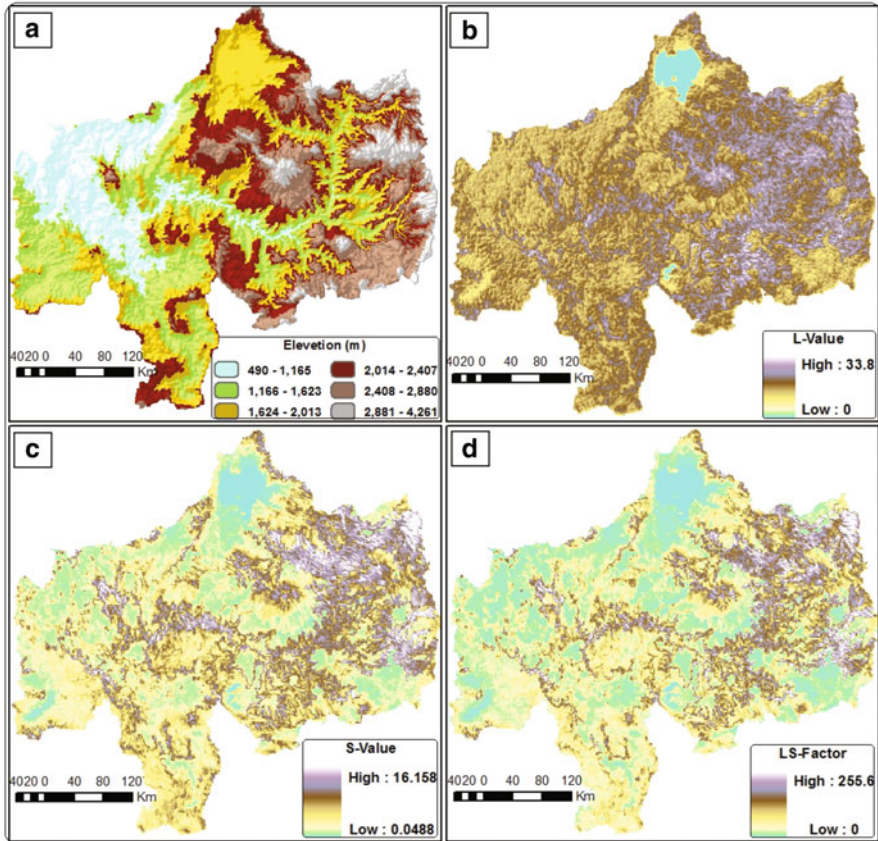 a
Elevetion (m)
490 - 1,165
1,166 - 1,623
1,624 - 2,013
2,014 - 2,407
2,408 - 2,880
2,881 - 4,261
4020 0 40 80 120
Km
b
L-Value
High : 33.8
Low : 0
4020 0 40 80 120
Km
c
S-Value
High : 16.158
Low : 0.0488
4020 0 40 80 120
Km
d
LS-Factor
High : 255.6
Low : 0
4020 0 40 80 120
Km